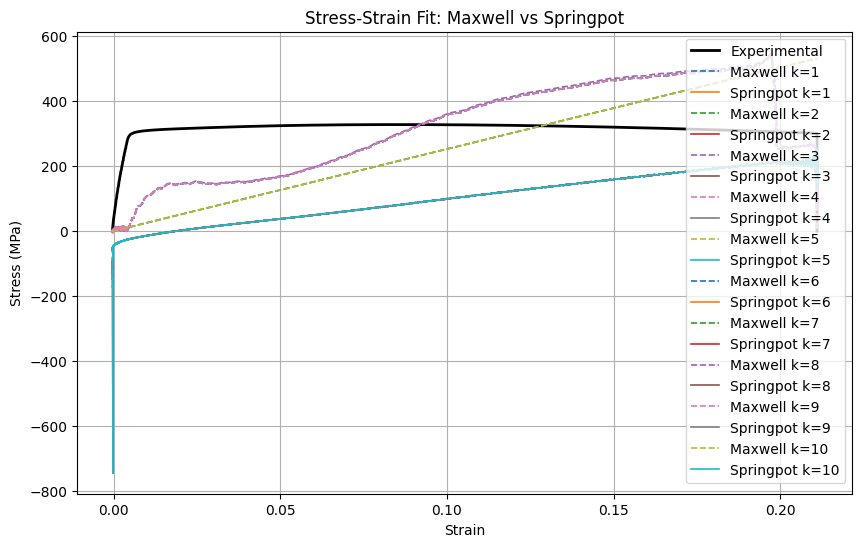 Stress-Strain Fit: Maxwell vs Springpot
600
400
200
0
−200
−400
−600
−800
Stress (MPa)
0.00
0.05
0.10
0.15
0.20
Strain
Experimental
Maxwell k=1
Springpot k=1
Maxwell k=2
Springpot k=2
Maxwell k=3
Springpot k=3
Maxwell k=4
Springpot k=4
Maxwell k=5
Springpot k=5
Maxwell k=6
Springpot k=6
Maxwell k=7
Springpot k=7
Maxwell k=8
Springpot k=8
Maxwell k=9
Springpot k=9
Maxwell k=10
Springpot k=10